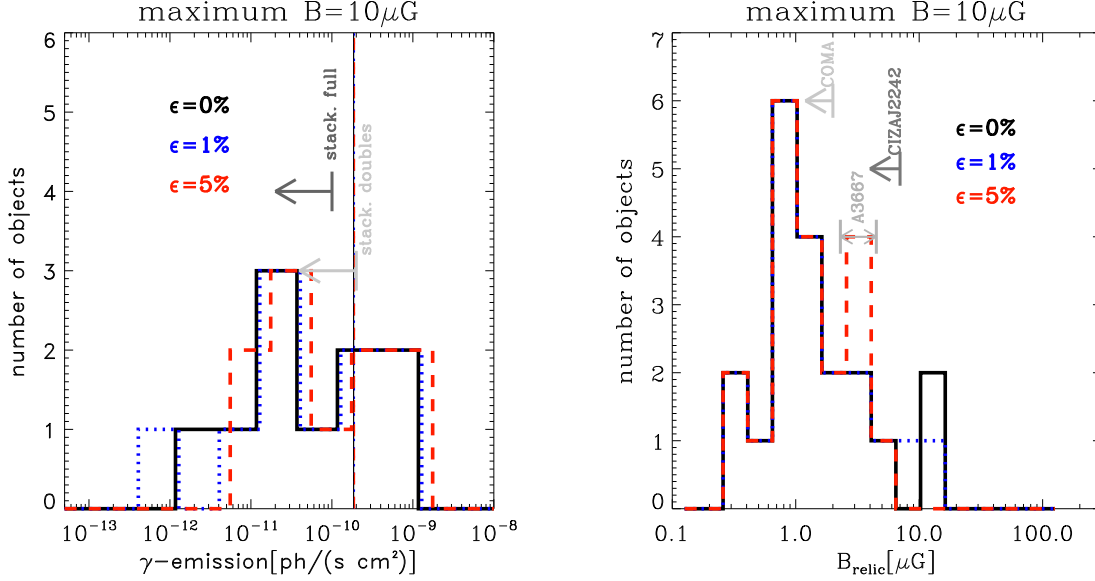 maximum B=10μG
6
5
4
3
2
1
0
number of objects
ϵ=0%
ϵ=1%
ϵ=5%
stack. full
stack. doubles
10⁻¹³
10⁻¹²
10⁻¹¹
10⁻¹⁰
10⁻⁹
10⁻⁸
γ−emission[ph/(s cm²)]
maximum B=10μG
7
6
5
4
3
2
1
0
number of objects
COMA
CIZAJ2242
A3667
ϵ=0%
ϵ=1%
ϵ=5%
0.1
1.0
10.0
100.0
B_relic[μG]